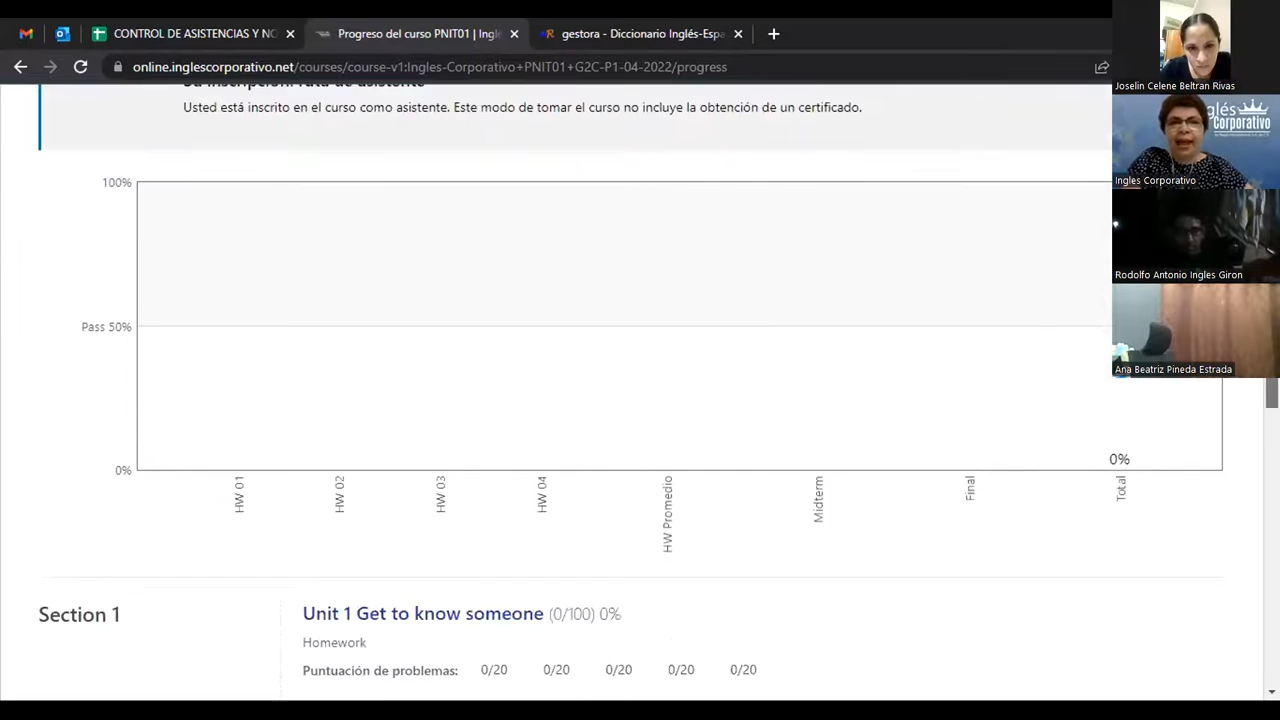 CONTROL DE ASISTENCIAS Y NO
Progreso del curso PNIT01 | Inglé
gestora - Diccionario Inglés-Espa
online.inglescorporativo.net/courses/course-v1:Ingles-Corporativo+PNIT01+G2C-P1-04-2022/progress
Usted está inscrito en el curso como asistente. Este modo de tomar el curso no incluye la obtención de un certificado.
100%
Pass 50%
0%
0%
HW 01
HW 02
HW 03
HW 04
HW Promedio
Midterm
Final
Total
Section 1
Unit 1 Get to know someone (0/100) 0%
Homework
Puntuación de problemas: 0/20 0/20 0/20 0/20 0/20
Joselin Celene Beltran Rivas
glés
Corporativo
Ingles Corporativo
Rodolfo Antonio Ingles Giron
Ana Beatriz Pineda Estrada